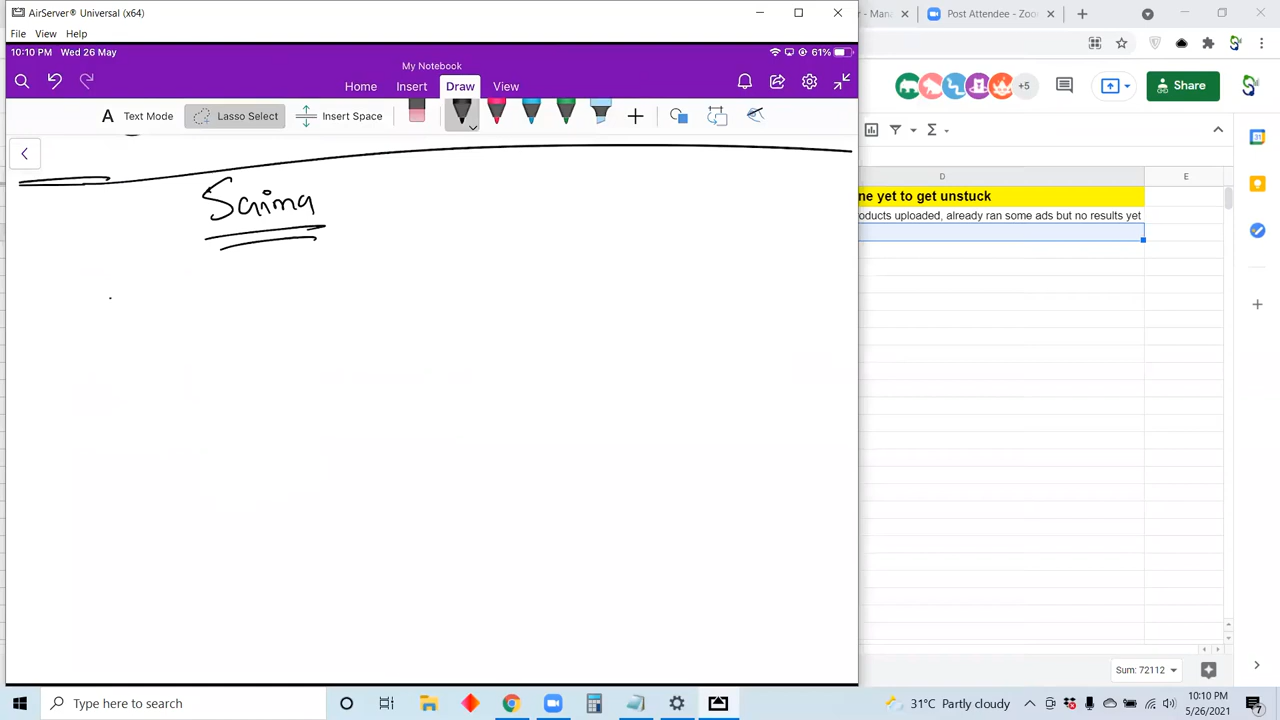 AirServer® Universal (x64)
r - Man
Post Attendee - Zoo
File View Help
10:10 PM Wed 26 May
61%
My Notebook
Home Insert Draw View
+5
Share
A Text Mode
Lasso Select
Insert Space
D E
Saima
ne yet to get unstuck
oducts uploaded, already ran some ads but no results yet
Sum: 72112
Type here to search
31°C Partly cloudy
10:10 PM
5/26/2021
7